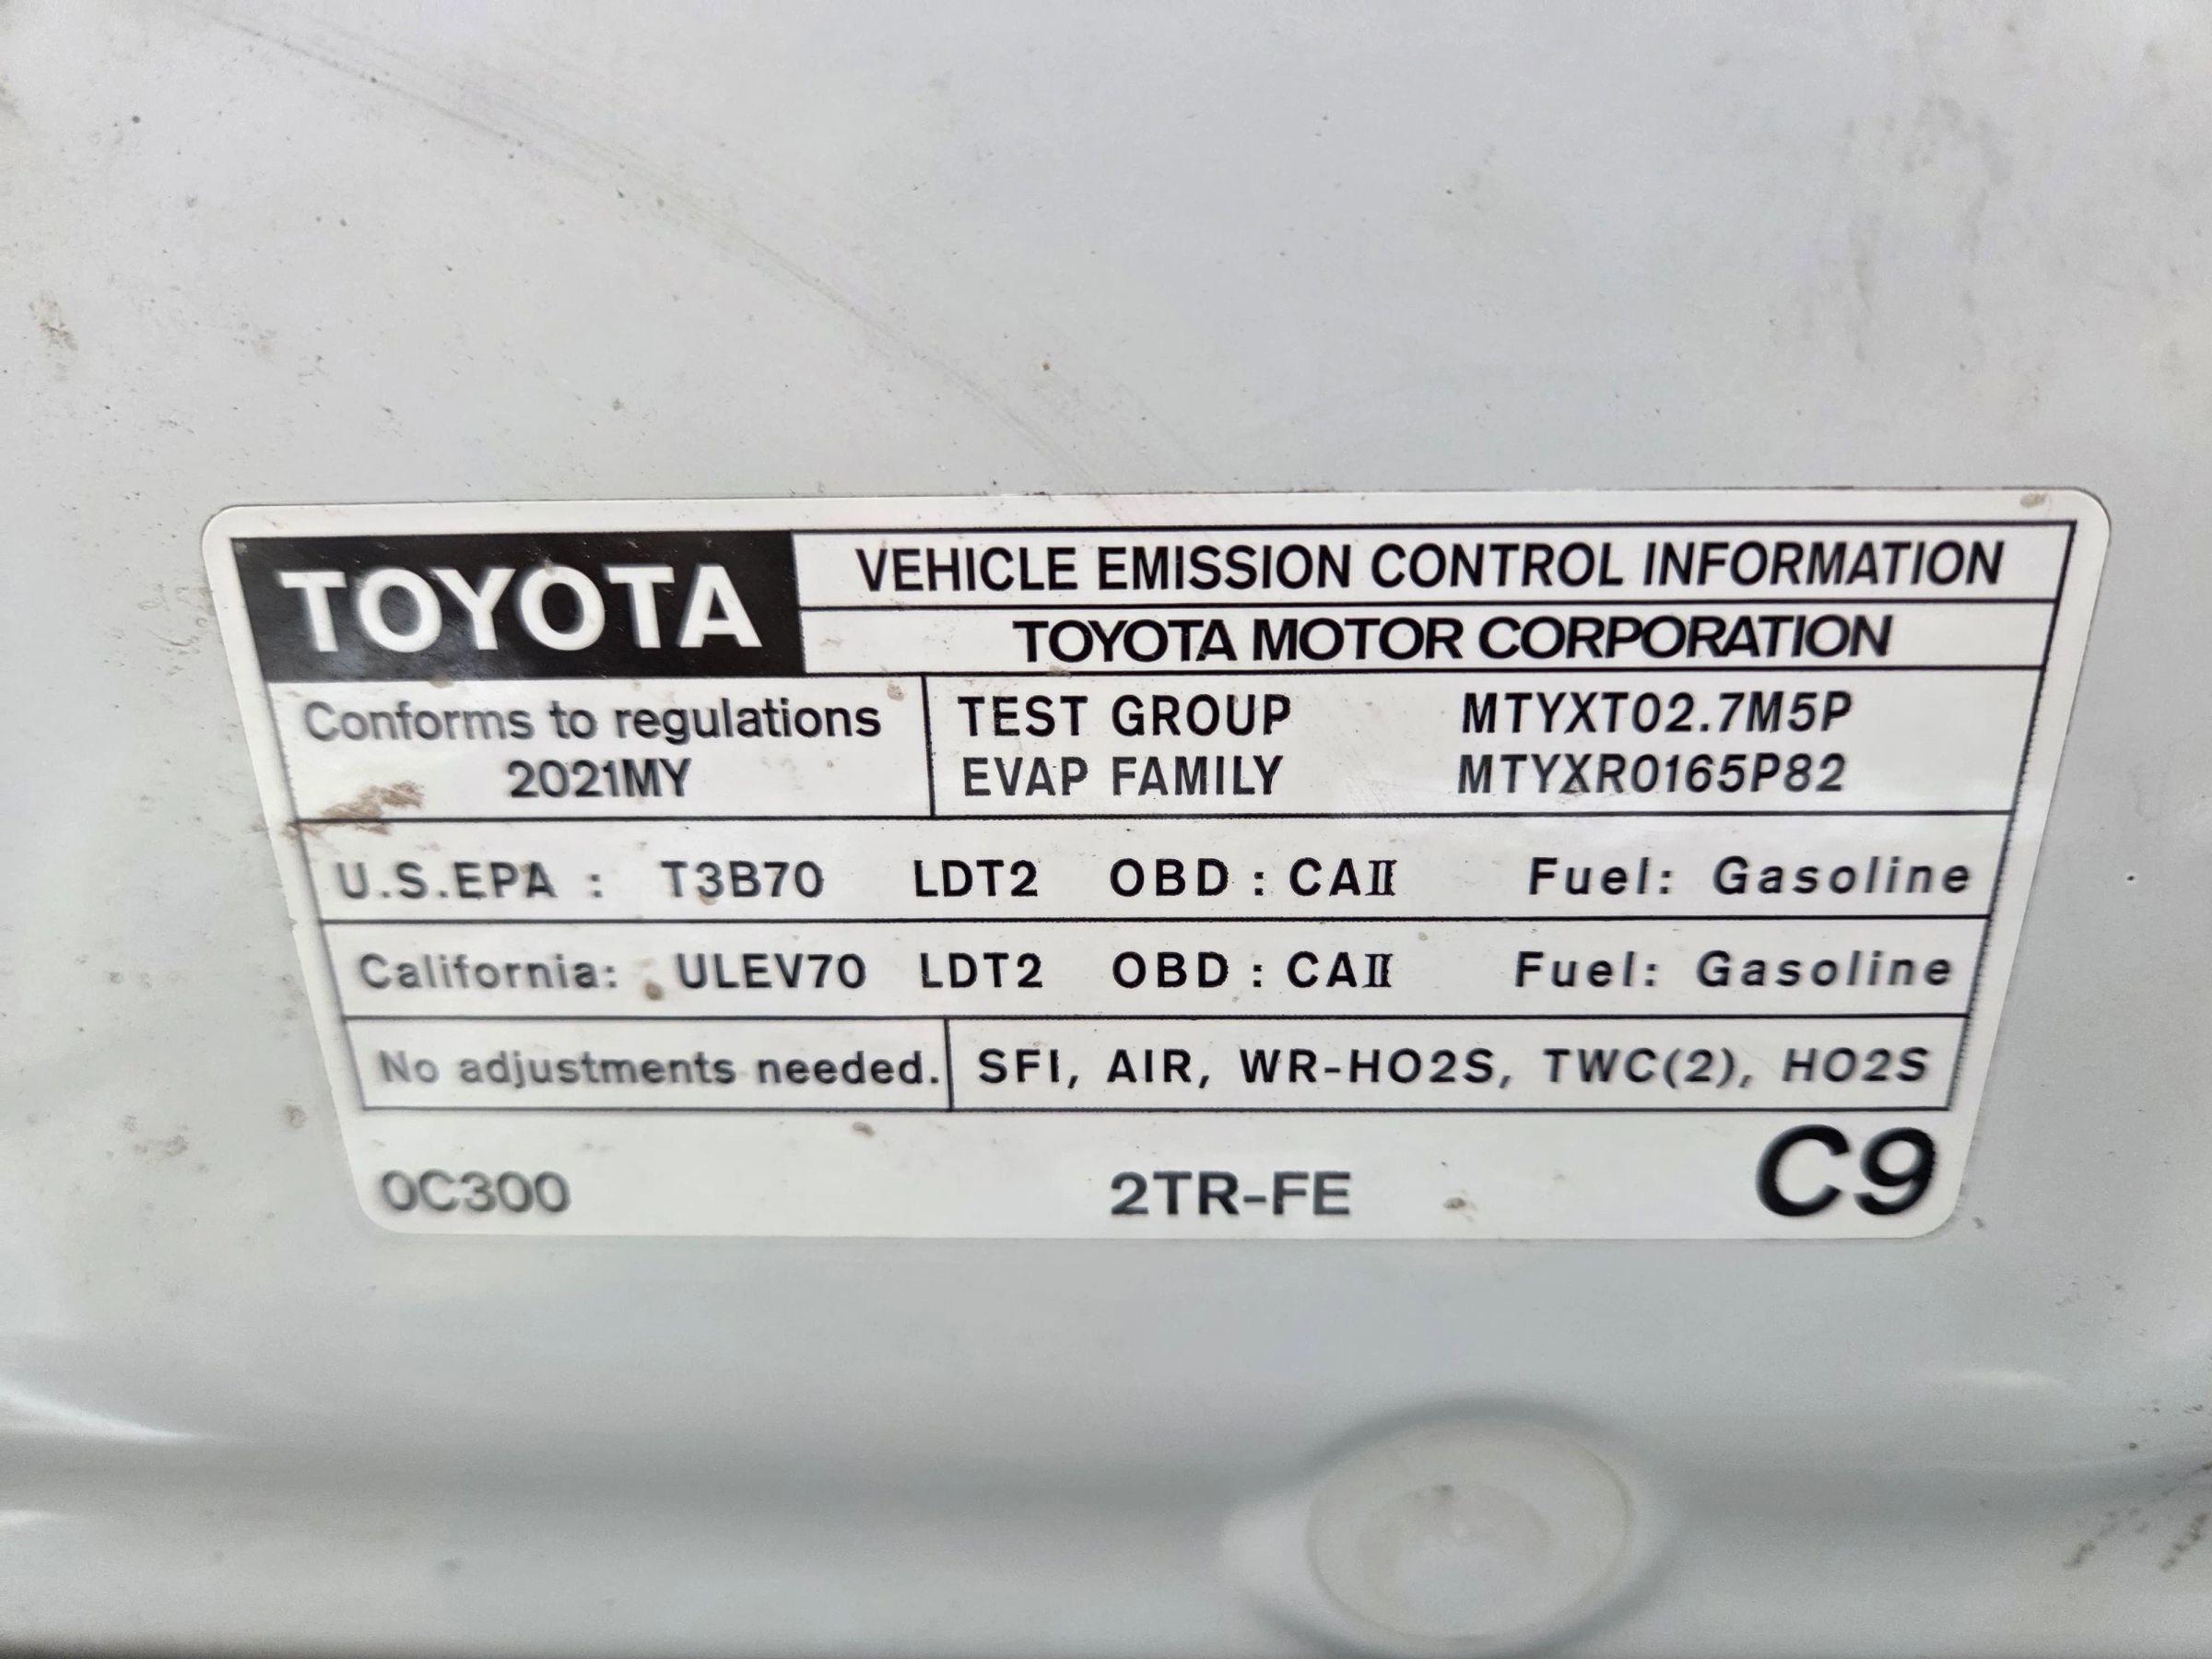 TOYOTA
VEHICLE EMISSION CONTROL INFORMATION
TOYOTA MOTOR CORPORATION
Conforms to regulations
2021MY
TEST GROUP MTYXT02.7M5P
EVAP FAMILY MTYXR0165P82
U.S.EPA : T3B70 LDT2 OBD : CAⅡ Fuel: Gasoline
California: ULEV70 LDT2 OBD : CAⅡ Fuel: Gasoline
No adjustments needed. SFI, AIR, WR-HO2S, TWC(2), HO2S
0C300 2TR-FE C9